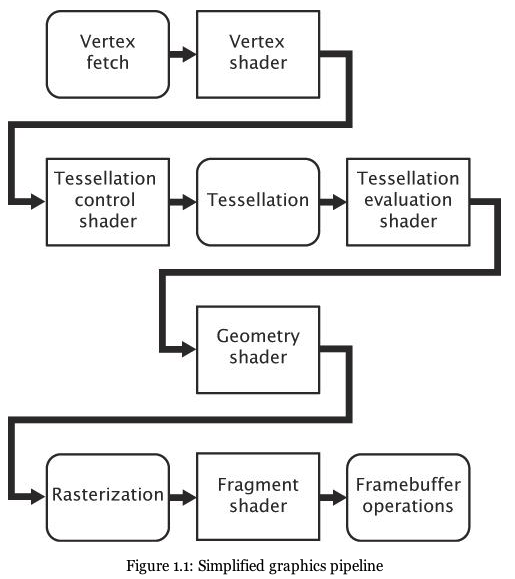 Vertex
fetch
Vertex
shader
Tessellation
control
shader
Tessellation
Tessellation
evaluation
shader
Geometry
shader
Rasterization
Fragment
shader
Framebuffer
operations
Figure 1.1: Simplified graphics pipeline